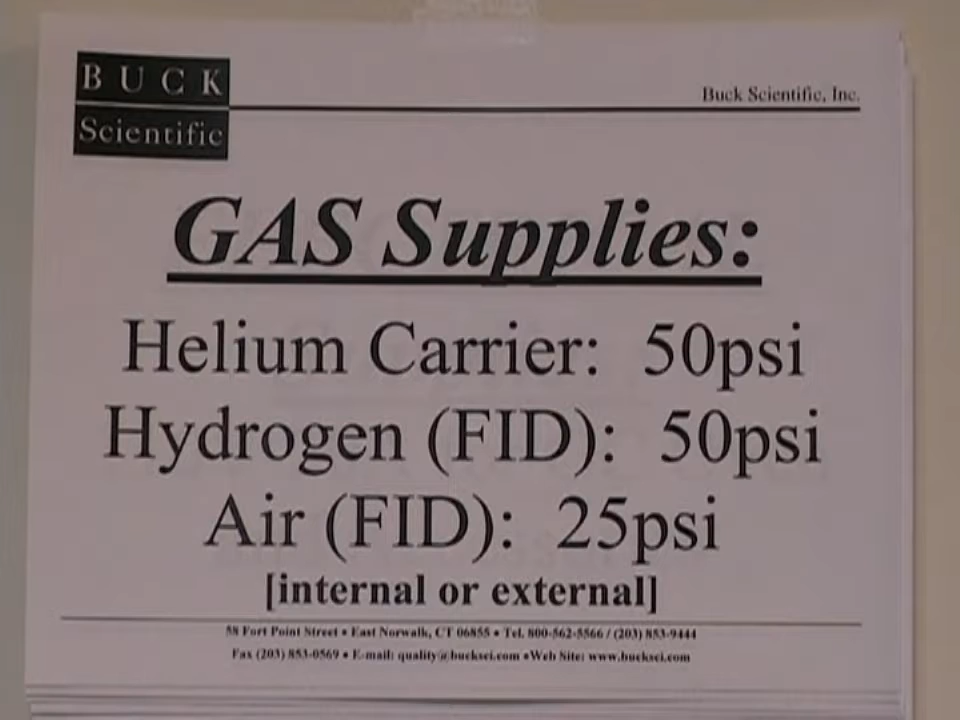 BUCK
Scientific
Buck Scientific, Inc.
GAS Supplies:
Helium Carrier: 50psi
Hydrogen (FID): 50psi
Air (FID): 25psi
[internal or external]
58 Fort Point Street • East Norwalk, CT 06855 • Tel. 800-562-5566 / (203) 853-9444
Fax (203) 853-0569 • E-mail: quality@bucksci.com •Web Site: www.bucksci.com